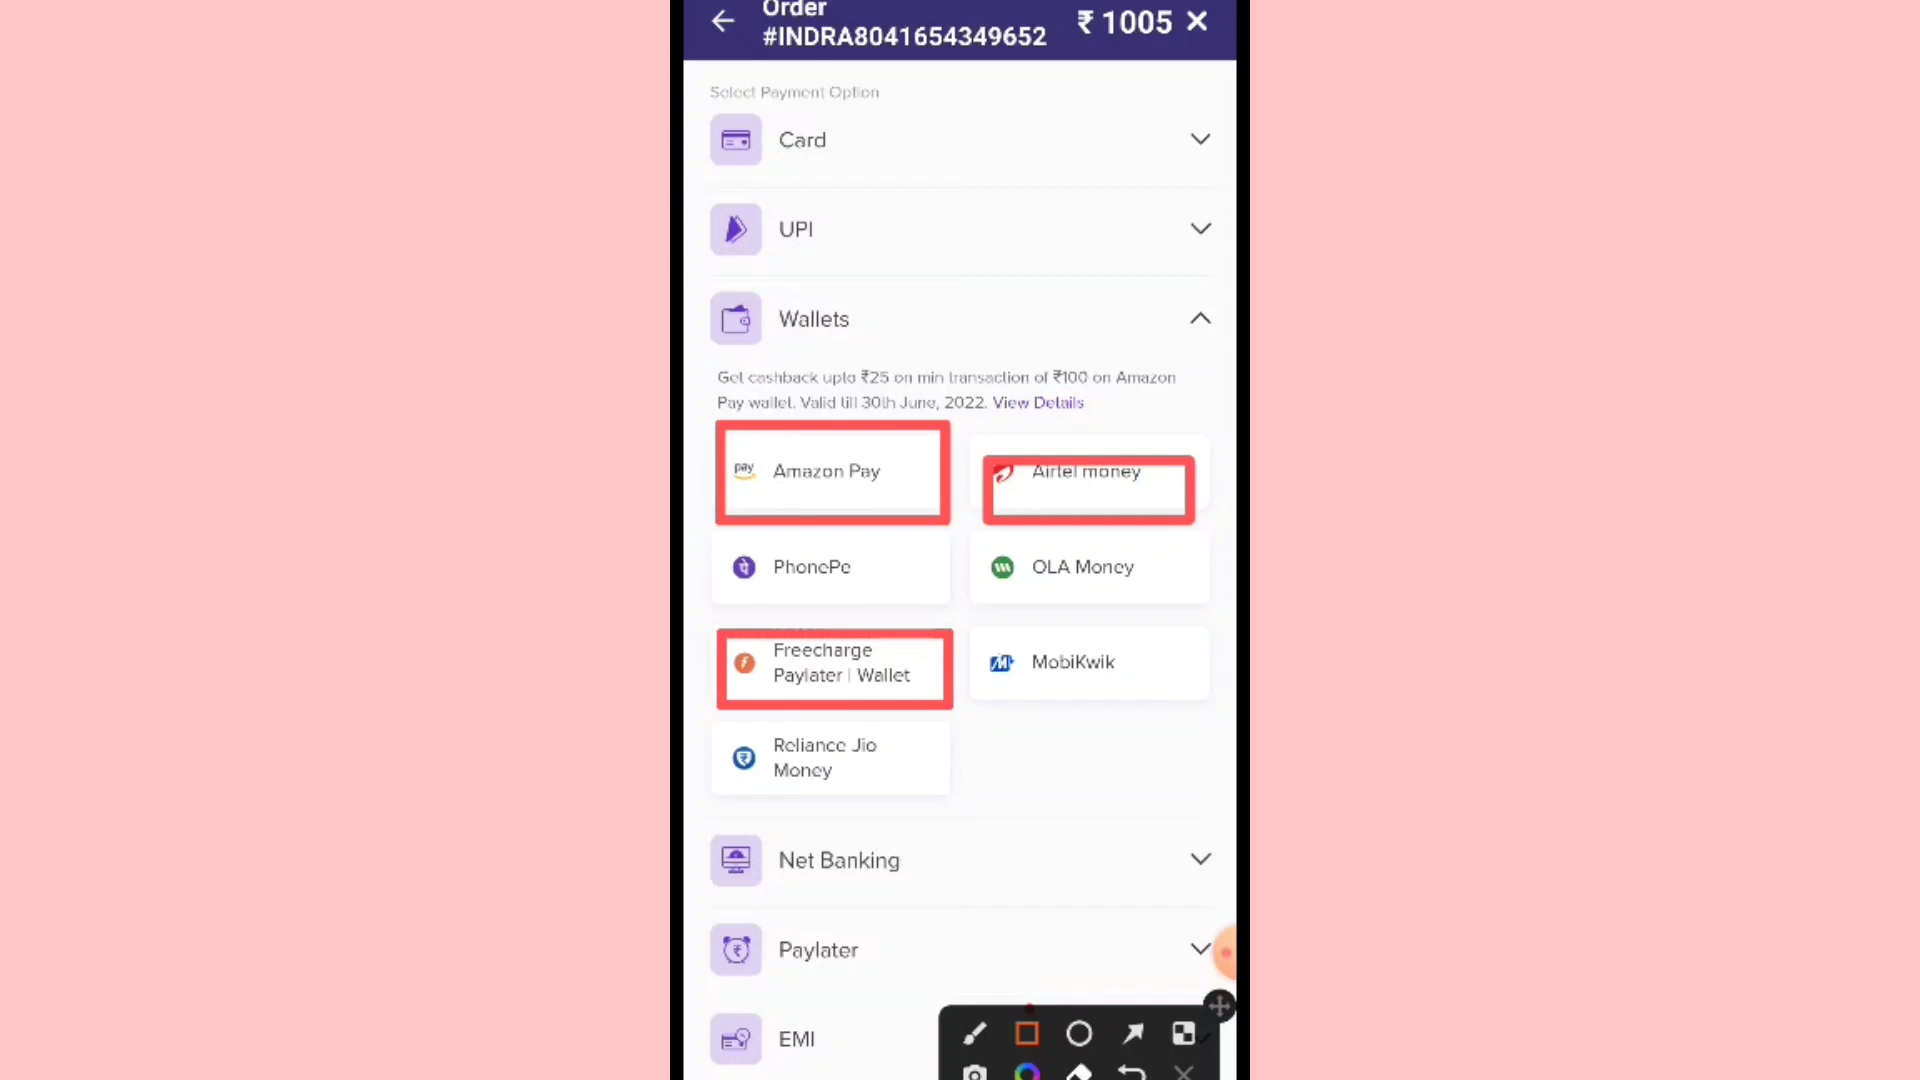 Order
#INDRA8041654349652
₹ 1005
Select Payment Option
Card
UPI
Wallets
Get cashback upto ₹25 on min transaction of ₹100 on Amazon
Pay wallet. Valid till 30th June, 2022. View Details
pay
Amazon Pay
Airtel money
PhonePe
OLA Money
Freecharge
Paylater | Wallet
MobiKwik
Reliance Jio
Money
Net Banking
Paylater
EMI